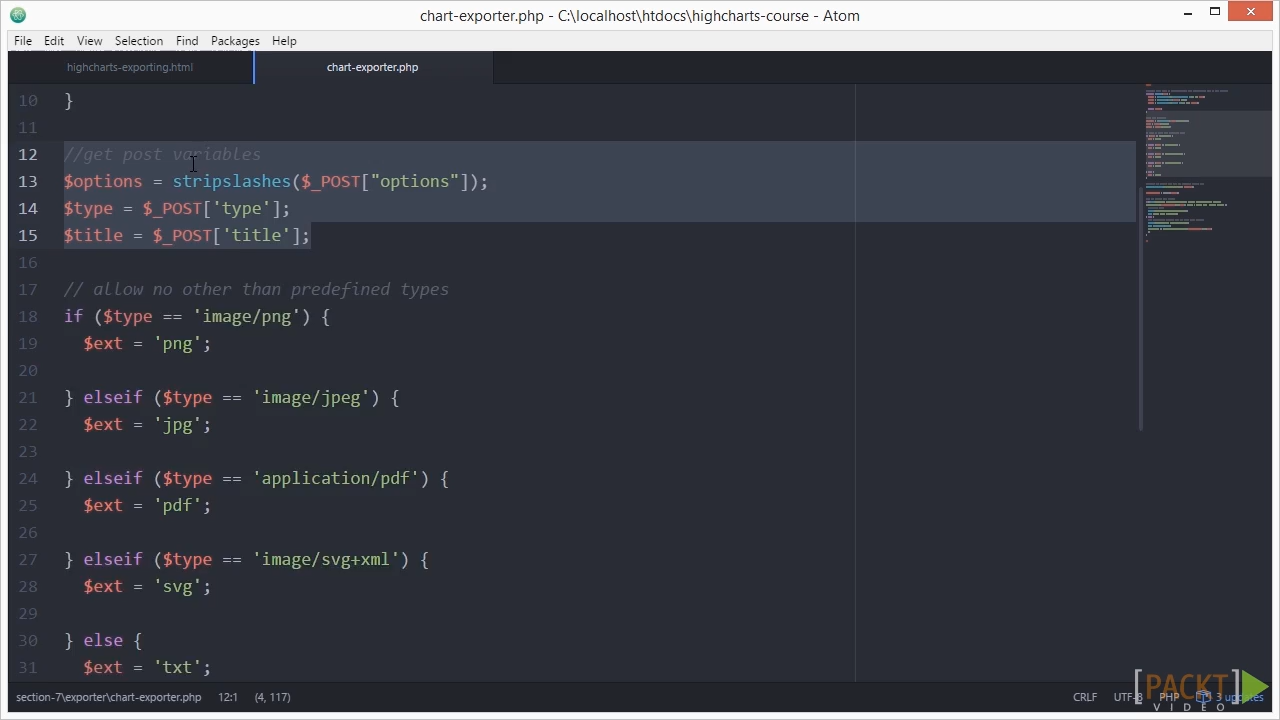 chart-exporter.php - C:\localhost\htdocs\highcharts-course - Atom
File Edit View Selection Find Packages Help
highcharts-exporting.html chart-exporter.php
10 }
11
12 //get post variables
13 $options = stripslashes($_POST["options"]);
14 $type = $_POST['type'];
15 $title = $_POST['title'];
16
17 // allow no other than predefined types
18 if ($type == 'image/png') {
19 $ext = 'png';
20
21 } elseif ($type == 'image/jpeg') {
22 $ext = 'jpg';
23
24 } elseif ($type == 'application/pdf') {
25 $ext = 'pdf';
26
27 } elseif ($type == 'image/svg+xml') {
28 $ext = 'svg';
29
30 } else {
31 $ext = 'txt';
section-7\exporter\chart-exporter.php 12:1 (4, 117) CRLF UTF-8 PHP 3 updates
[PACKT]
VIDEO